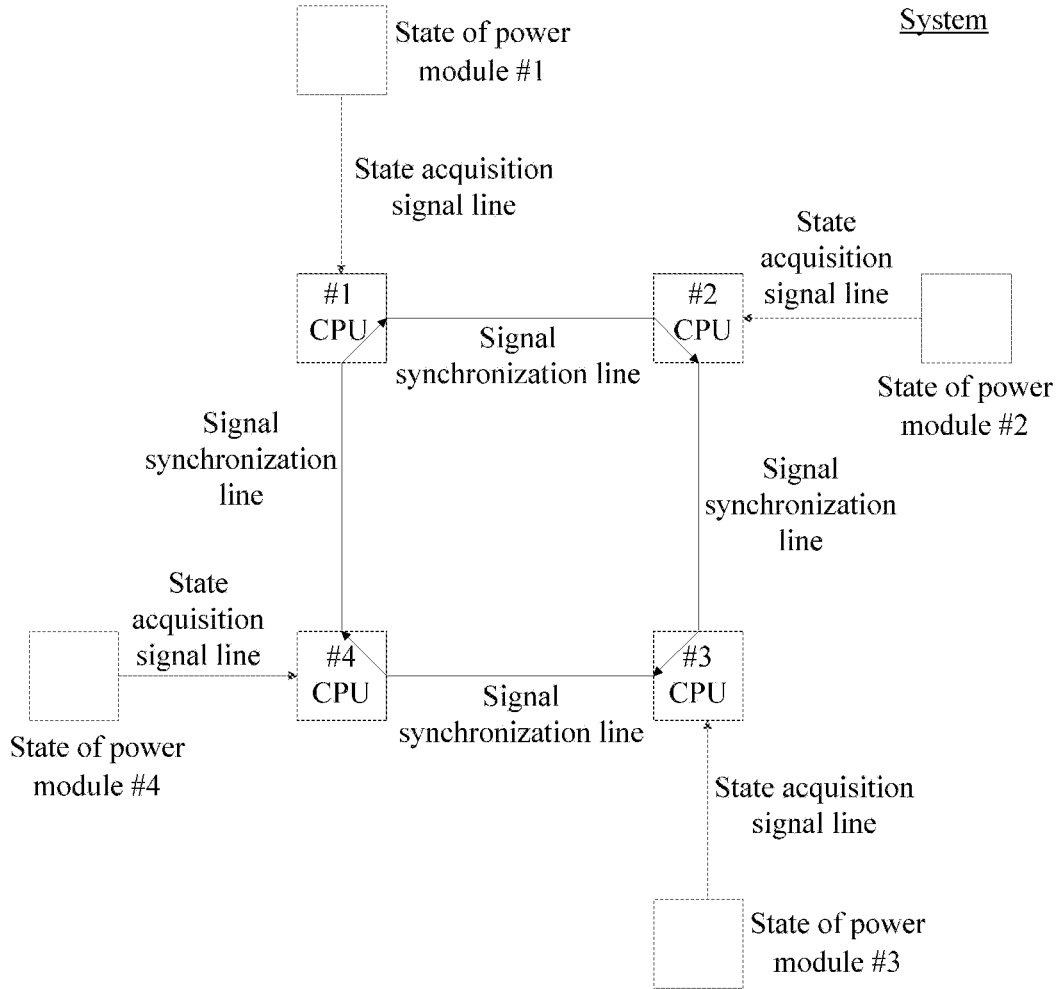 System
State of power
module #1
State acquisition
signal line
State
acquisition
signal line
#1
CPU
#2
CPU
Signal
synchronization line
State of power
module #2
Signal
synchronization
line
Signal
synchronization
line
State
acquisition
signal line
#4
CPU
#3
CPU
Signal
synchronization line
State of power
module #4
State acquisition
signal line
State of power
module #3